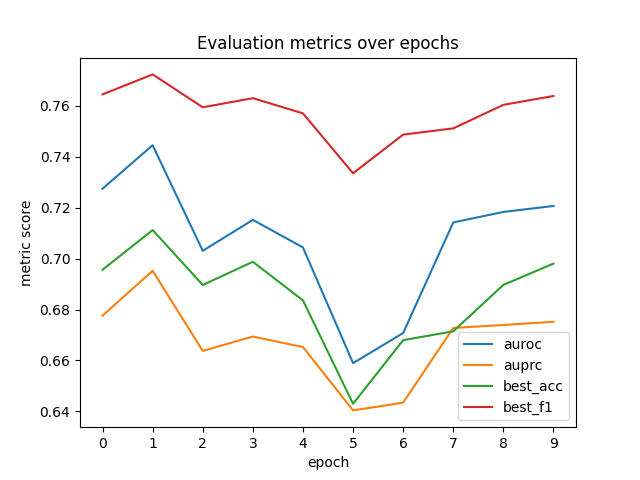 Evaluation metrics over epochs
metric score
0.76
0.74
0.72
0.70
0.68
0.66
0.64
auroc
auprc
best_acc
best_f1
0 1 2 3 4 5 6 7 8 9
epoch